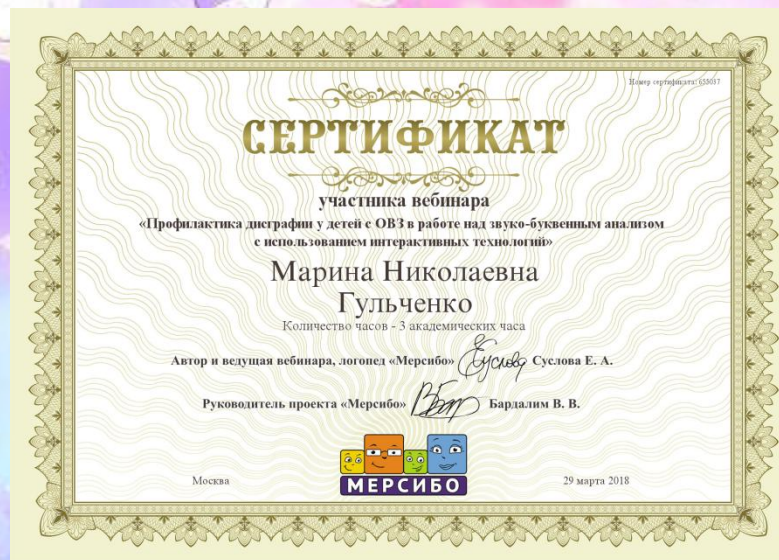 Номер сертификата: 655037
СЕРТИФИКАТ
участника вебинара
«Профилактика дисграфии у детей с ОВЗ в работе над звуко-буквенным анализом
с использованием интерактивных технологий»
Марина Николаевна
Гульченко
Количество часов - 3 академических часа
Автор и ведущая вебинара, логопед «Мерсибо» Суслова Е. А.
Руководитель проекта «Мерсибо» Бардалим В. В.
МЕРСИБО
Москва 29 марта 2018